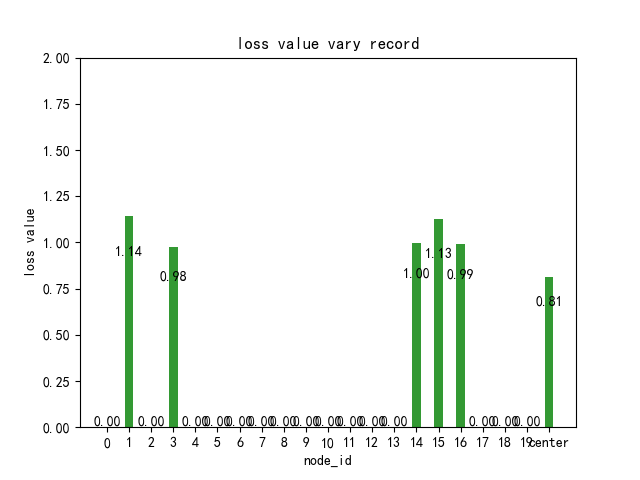 loss value vary record
2.00
1.75
1.50
1.25
1.00
0.75
0.50
0.25
0.00
loss value
0.00 1.14 0.00 0.98 0.00 0.00 0.00 0.00 0.00 0.00 0.00 0.00 0.00 0.00 1.00 1.13 0.99 0.00 0.00 0.00 0.81
0 1 2 3 4 5 6 7 8 9 10 11 12 13 14 15 16 17 18 19 center
node_id